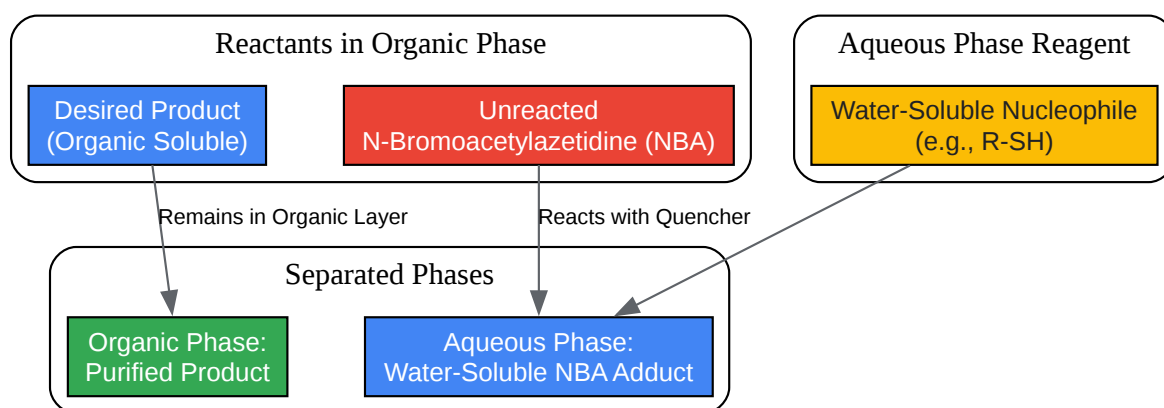 Reactants in Organic Phase
Aqueous Phase Reagent
Desired Product
(Organic Soluble)
Unreacted
N-Bromoacetylazetidine (NBA)
Water-Soluble Nucleophile
(e.g., R-SH)
Remains in Organic Layer
Reacts with Quencher
Separated Phases
Organic Phase:
Purified Product
Aqueous Phase:
Water-Soluble NBA Adduct